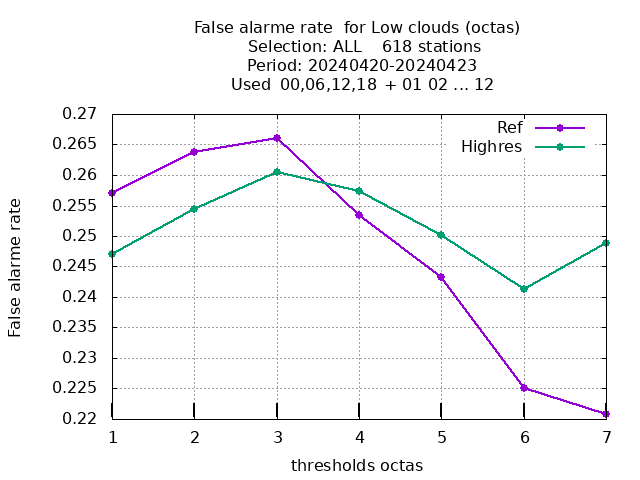 False alarme rate  for Low clouds (octas)
Selection: ALL    618 stations
Period: 20240420-20240423
Used  00,06,12,18  + 01 02 ... 12
Ref
Highres
0.27
0.265
0.26
0.255
0.25
0.245
0.24
0.235
0.23
0.225
0.22
False alarme rate
1 2 3 4 5 6 7
thresholds octas